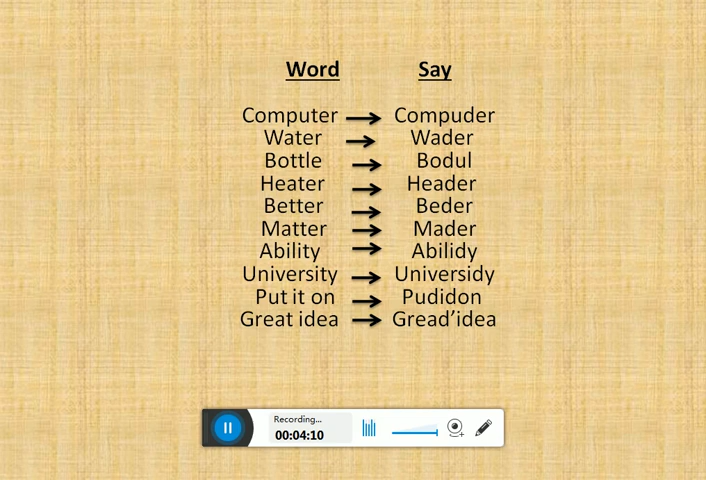 Word Say
Computer Compuder
Water Wader
Bottle Bodul
Heater Header
Better Beder
Matter Mader
Ability Abilidy
University Universidy
Put it on Pudidon
Great idea Gread’idea
Recording...
00:04:10